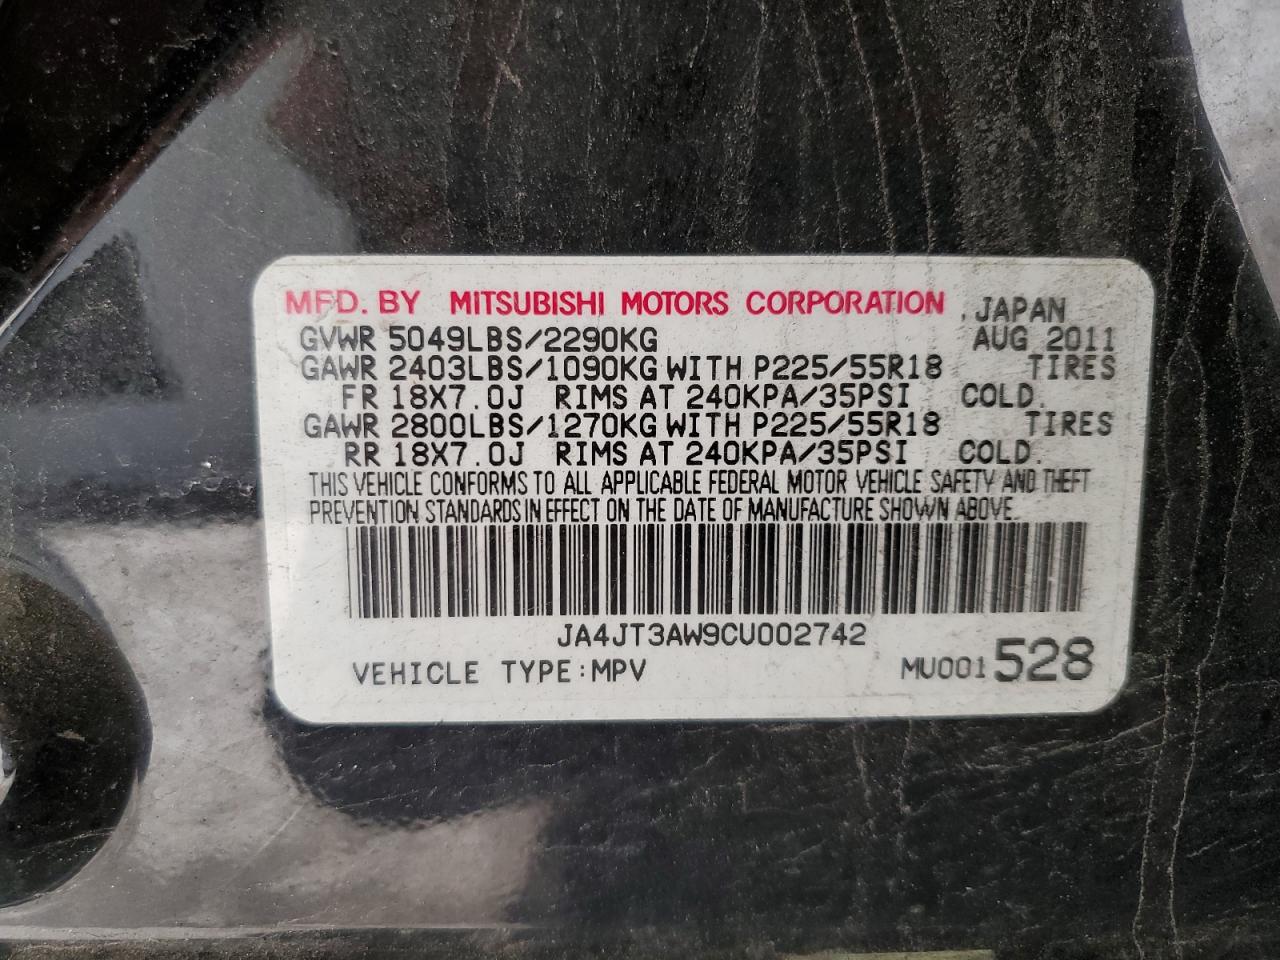 MFD. BY MITSUBISHI MOTORS CORPORATION , JAPAN
GVWR 5049LBS/2290KG AUG 2011
GAWR 2403LBS/1090KG WITH P225/55R18 TIRES
FR 18X7.0J RIMS AT 240KPA/35PSI COLD.
GAWR 2800LBS/1270KG WITH P225/55R18 TIRES
RR 18X7.0J RIMS AT 240KPA/35PSI COLD.
THIS VEHICLE CONFORMS TO ALL APPLICABLE FEDERAL MOTOR VEHICLE SAFETY AND THEFT
PREVENTION STANDARDS IN EFFECT ON THE DATE OF MANUFACTURE SHOWN ABOVE.
JA4JT3AW9CU002742
VEHICLE TYPE:MPV MU001 528